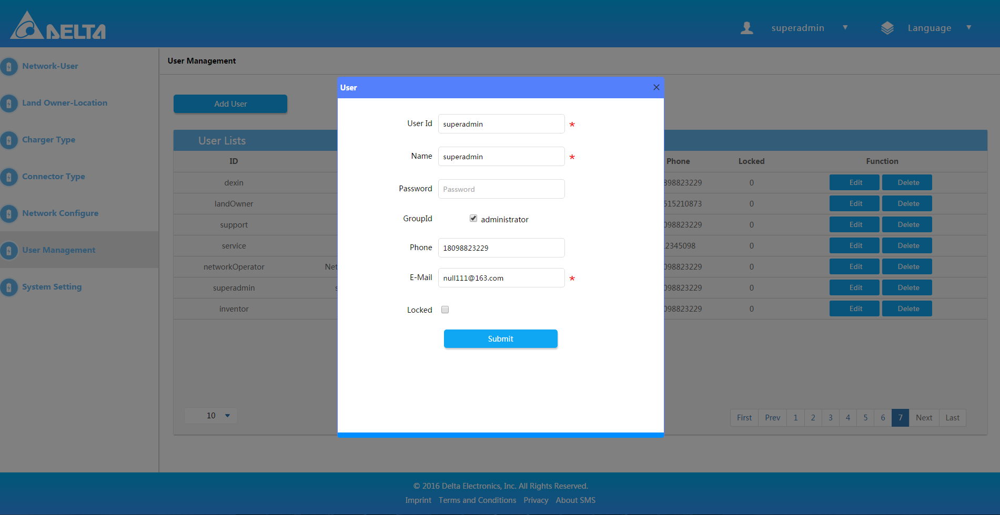 DELTA
superadmin ▼ Language ▼
Network-User
Land Owner-Location
Charger Type
Connector Type
Network Configure
User Management
System Setting
User Management
Add User
User Lists
ID Phone Locked Function
dexin 898823229 0 Edit Delete
landOwner 515210873 0 Edit Delete
support 098823229 0 Edit Delete
service 12345098 0 Edit Delete
networkOperator Net 098823229 0 Edit Delete
superadmin s 098823229 0 Edit Delete
inventor 098823229 0 Edit Delete
10
First Prev 1 2 3 4 5 6 7 Next Last
User ×
User Id superadmin *
Name superadmin *
Password Password
GroupId administrator
Phone 18098823229
E-Mail null111@163.com *
Locked
Submit
© 2016 Delta Electronics, Inc. All Rights Reserved.
Imprint Terms and Conditions Privacy About SMS